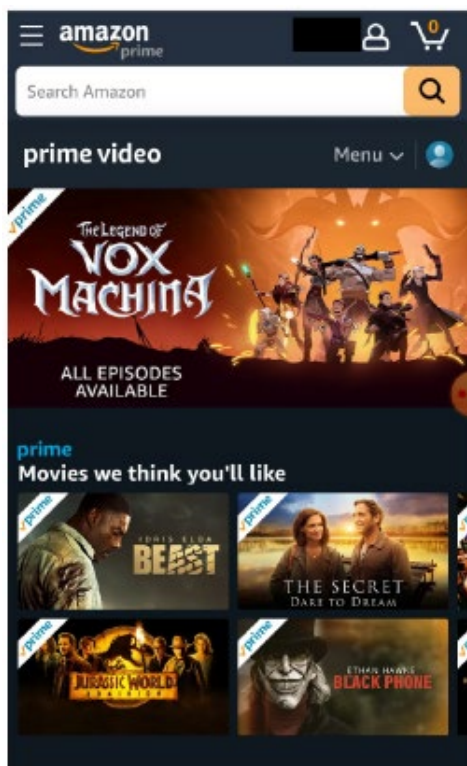 amazon
prime
0
Search Amazon
prime video
Menu
prime
THE LEGEND OF
VOX
MACHINA
ALL EPISODES
AVAILABLE
prime
Movies we think you'll like
prime
IDRIS ELBA
BEAST
prime
THE SECRET
DARE TO DREAM
prime
JURASSIC WORLD
DOMINION
prime
ETHAN HAWKE
BLACK PHONE